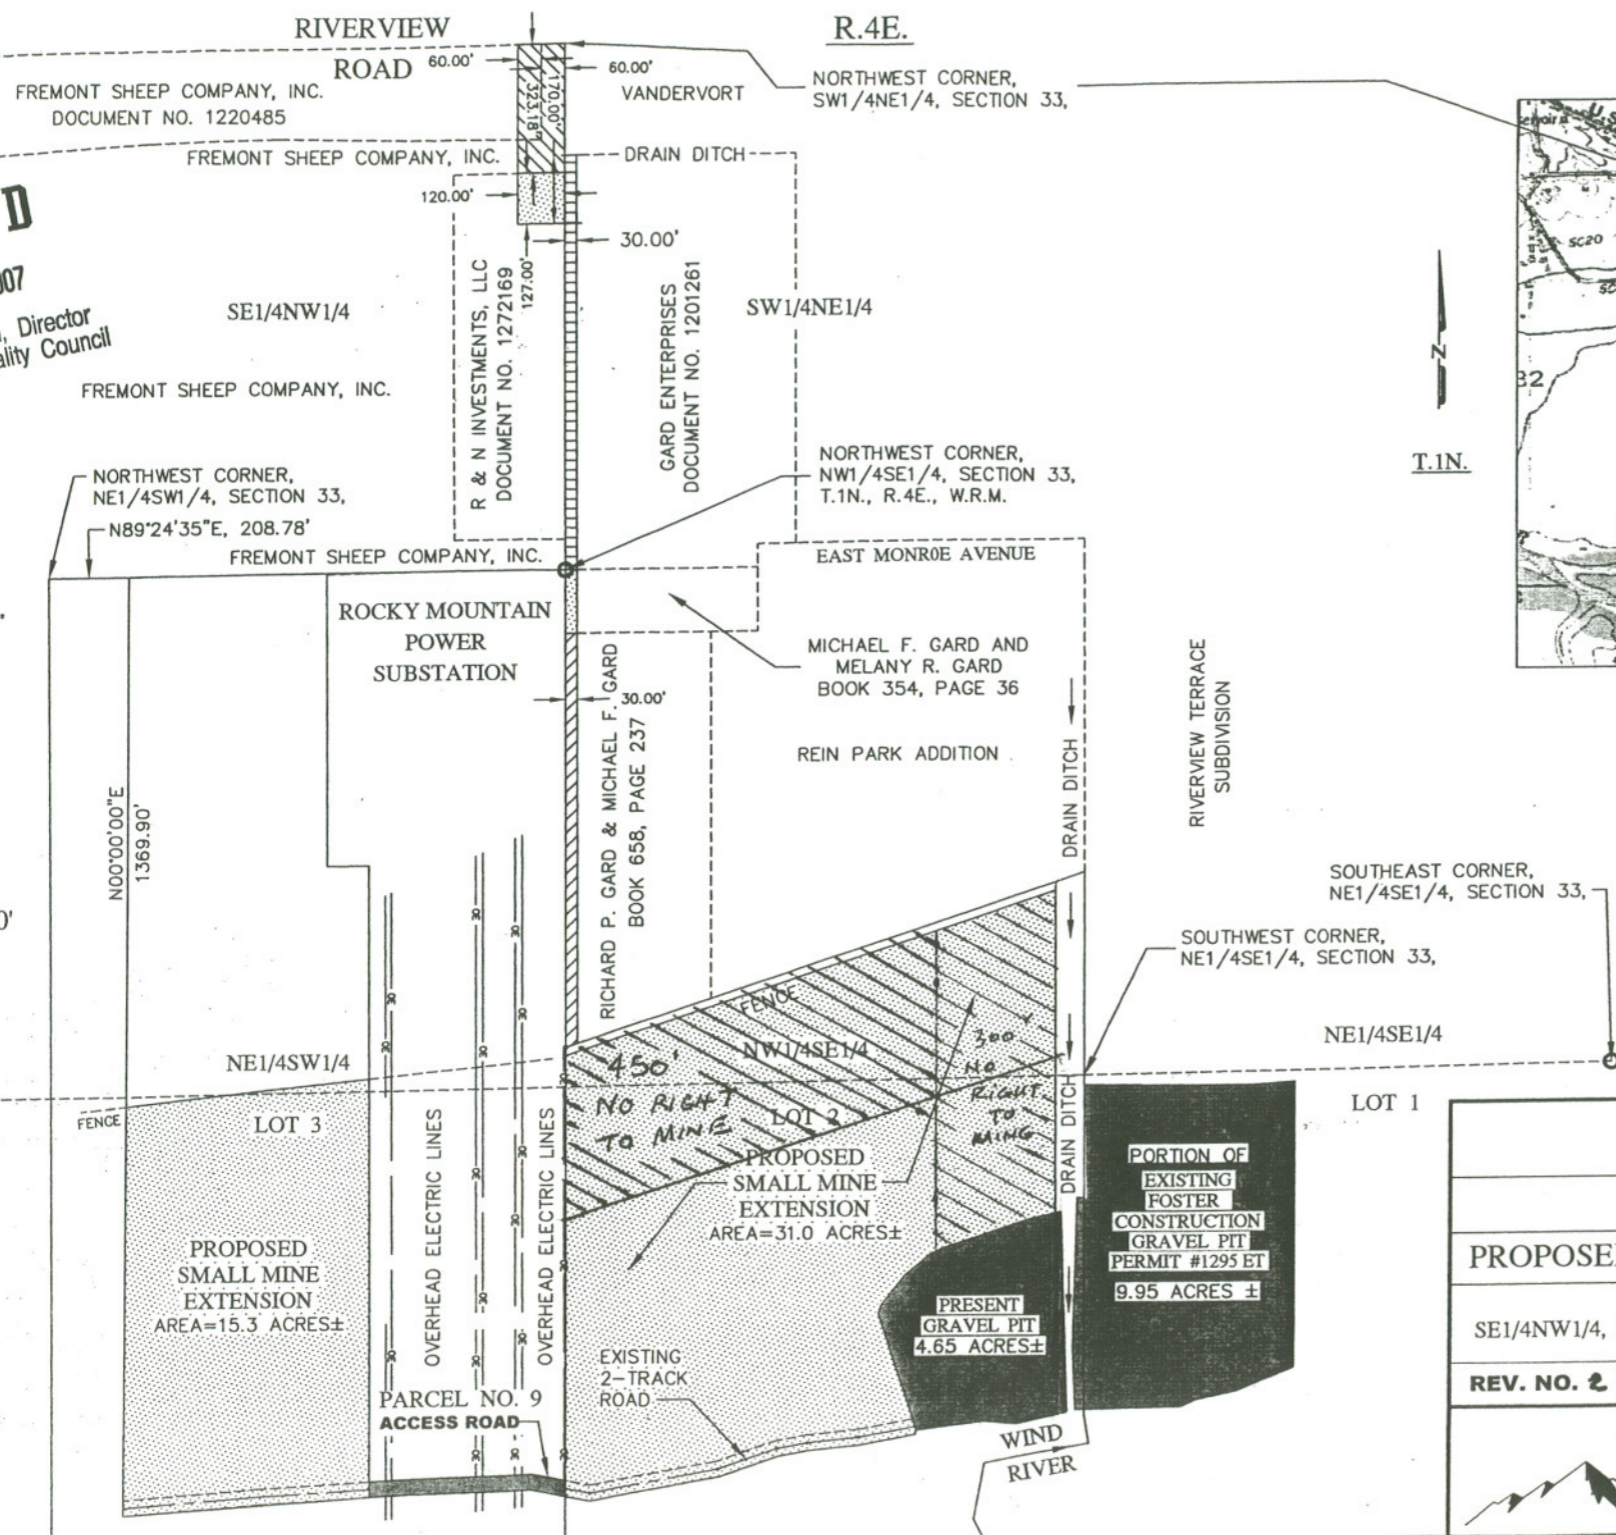 RIVERVIEW
ROAD
R.4E.
60.00'
60.00'
FREMONT SHEEP COMPANY, INC.
DOCUMENT NO. 1220485
VANDERVORT
NORTHWEST CORNER,
SW1/4NE1/4, SECTION 33,
323.18'
170.00'
FREMONT SHEEP COMPANY, INC.
DRAIN DITCH
120.00'
30.00'
127.00'
D
007
, Director
ality Council
SE1/4NW1/4
R & N INVESTMENTS, LLC
DOCUMENT NO. 1272169
GARD ENTERPRISES
DOCUMENT NO. 1201261
SW1/4NE1/4
SC20
32
N
T.1N.
FREMONT SHEEP COMPANY, INC.
NORTHWEST CORNER,
NE1/4SW1/4, SECTION 33,
N89°24'35"E, 208.78'
FREMONT SHEEP COMPANY, INC.
NORTHWEST CORNER,
NW1/4SE1/4, SECTION 33,
T.1N., R.4E., W.R.M.
EAST MONROE AVENUE
ROCKY MOUNTAIN
POWER
SUBSTATION
MICHAEL F. GARD AND
MELANY R. GARD
BOOK 354, PAGE 36
30.00'
RICHARD P. GARD & MICHAEL F. GARD
BOOK 658, PAGE 237
REIN PARK ADDITION
DRAIN DITCH
RIVERVIEW TERRACE
SUBDIVISION
N00°00'00"E
1369.90'
0'
SOUTHEAST CORNER,
NE1/4SE1/4, SECTION 33,
SOUTHWEST CORNER,
NE1/4SE1/4, SECTION 33,
FENCE
NE1/4SW1/4
NW1/4SE1/4
NE1/4SE1/4
450'
NO RIGHT
TO MINE
300'
NO
RIGHT
TO
MING
LOT 3
LOT 2
LOT 1
FENCE
DRAIN DITCH
OVERHEAD ELECTRIC LINES
OVERHEAD ELECTRIC LINES
PROPOSED
SMALL MINE
EXTENSION
AREA=31.0 ACRES±
PORTION OF
EXISTING
FOSTER
CONSTRUCTION
GRAVEL PIT
PERMIT #1295 ET
9.95 ACRES ±
PROPOSED
SMALL MINE
EXTENSION
AREA=15.3 ACRES±
PRESENT
GRAVEL PIT
4.65 ACRES±
EXISTING
2-TRACK
ROAD
PARCEL NO. 9
ACCESS ROAD
WIND
RIVER
PROPOSE
SE1/4NW1/4,
REV. NO. 2